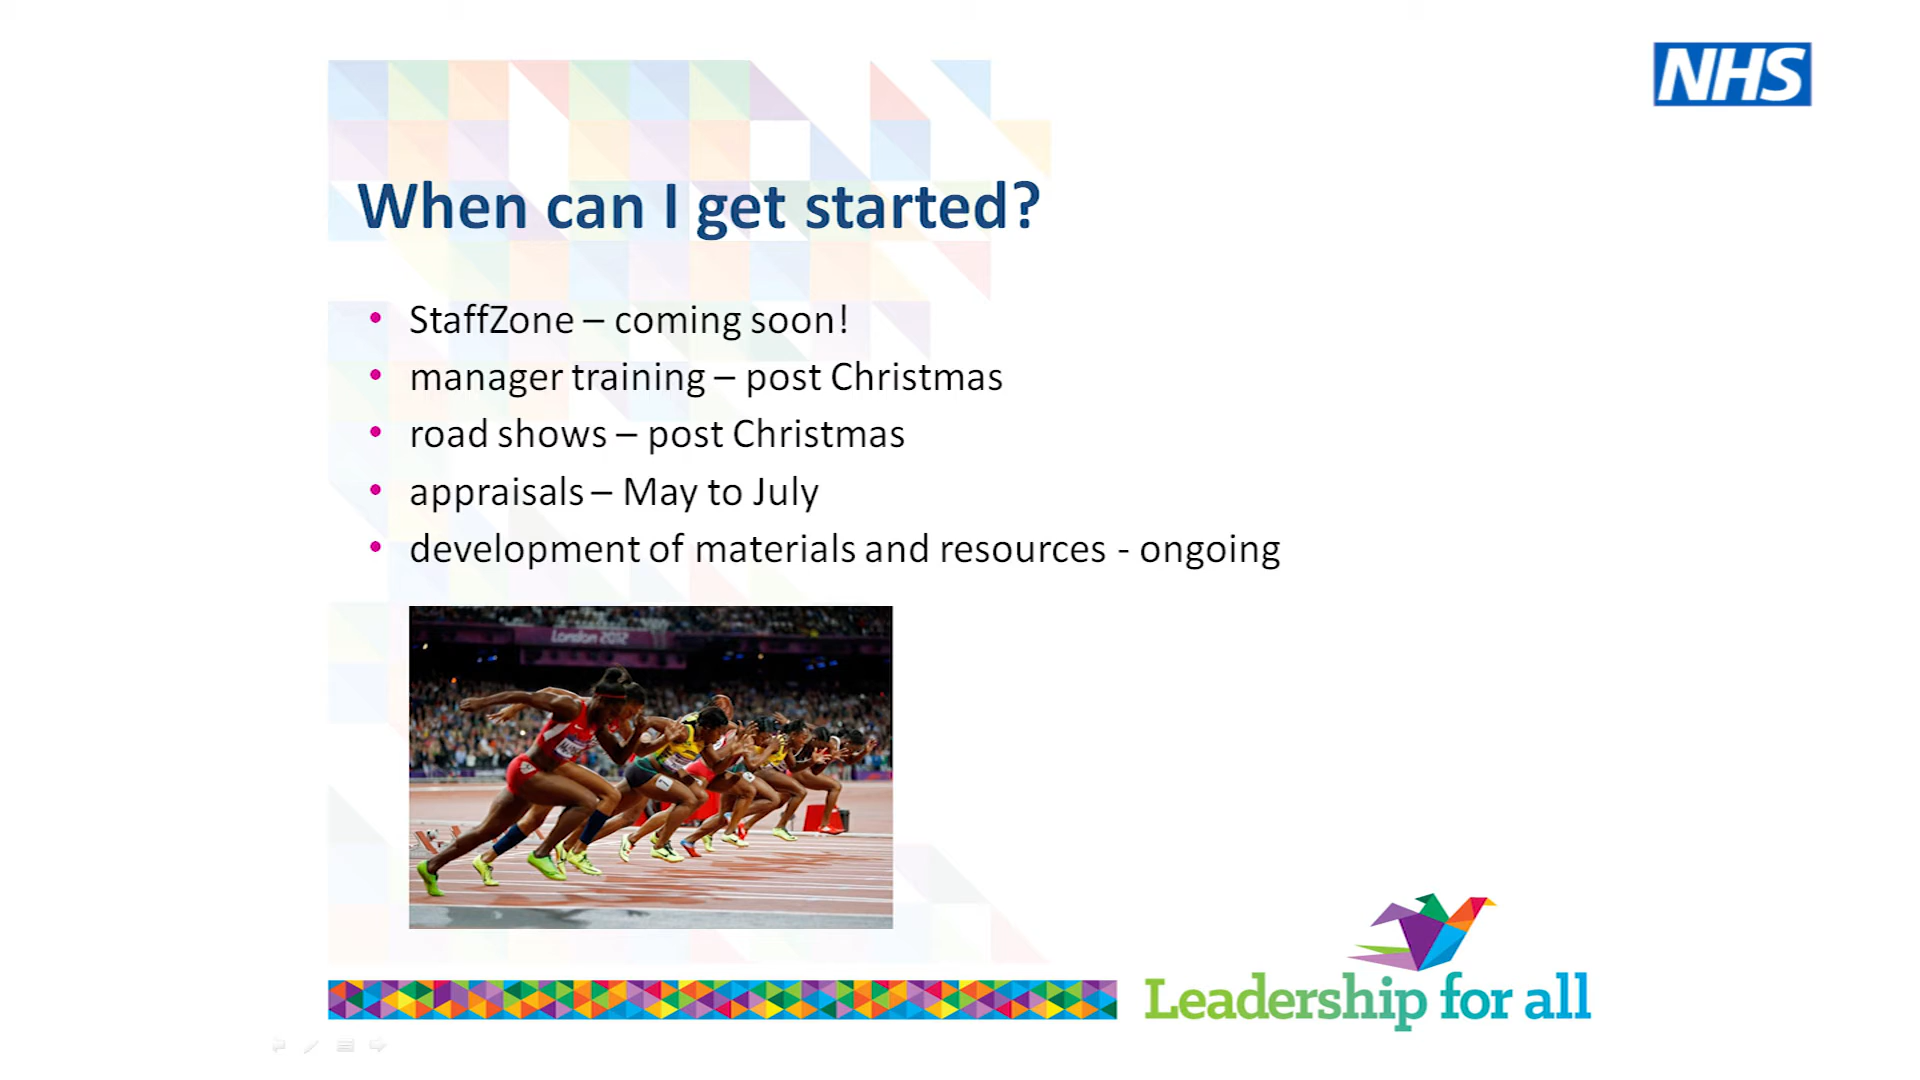 NHS
When can I get started?
• StaffZone – coming soon!
• manager training – post Christmas
• road shows – post Christmas
• appraisals – May to July
• development of materials and resources - ongoing
London 2012
Leadership for all